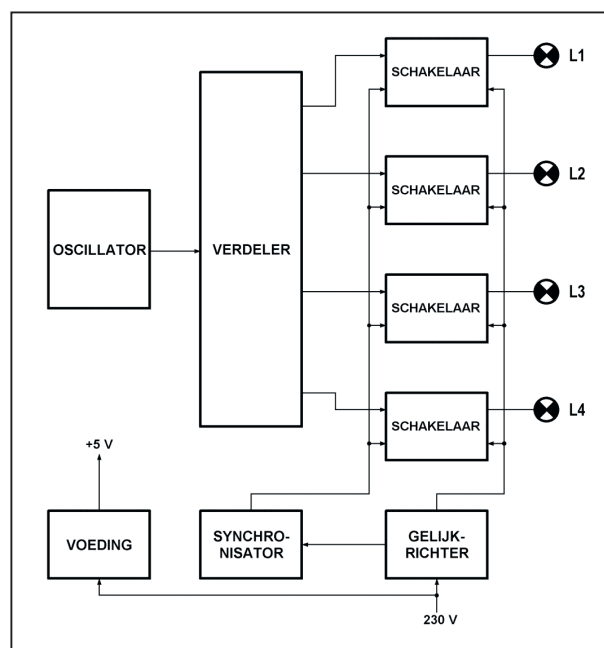 SCHAKELAAR
L1
SCHAKELAAR
L2
OSCILLATOR
VERDELER
SCHAKELAAR
L3
SCHAKELAAR
L4
+5 V
VOEDING
SYNCHRO-
NISATOR
GELIJK-
RICHTER
230 V